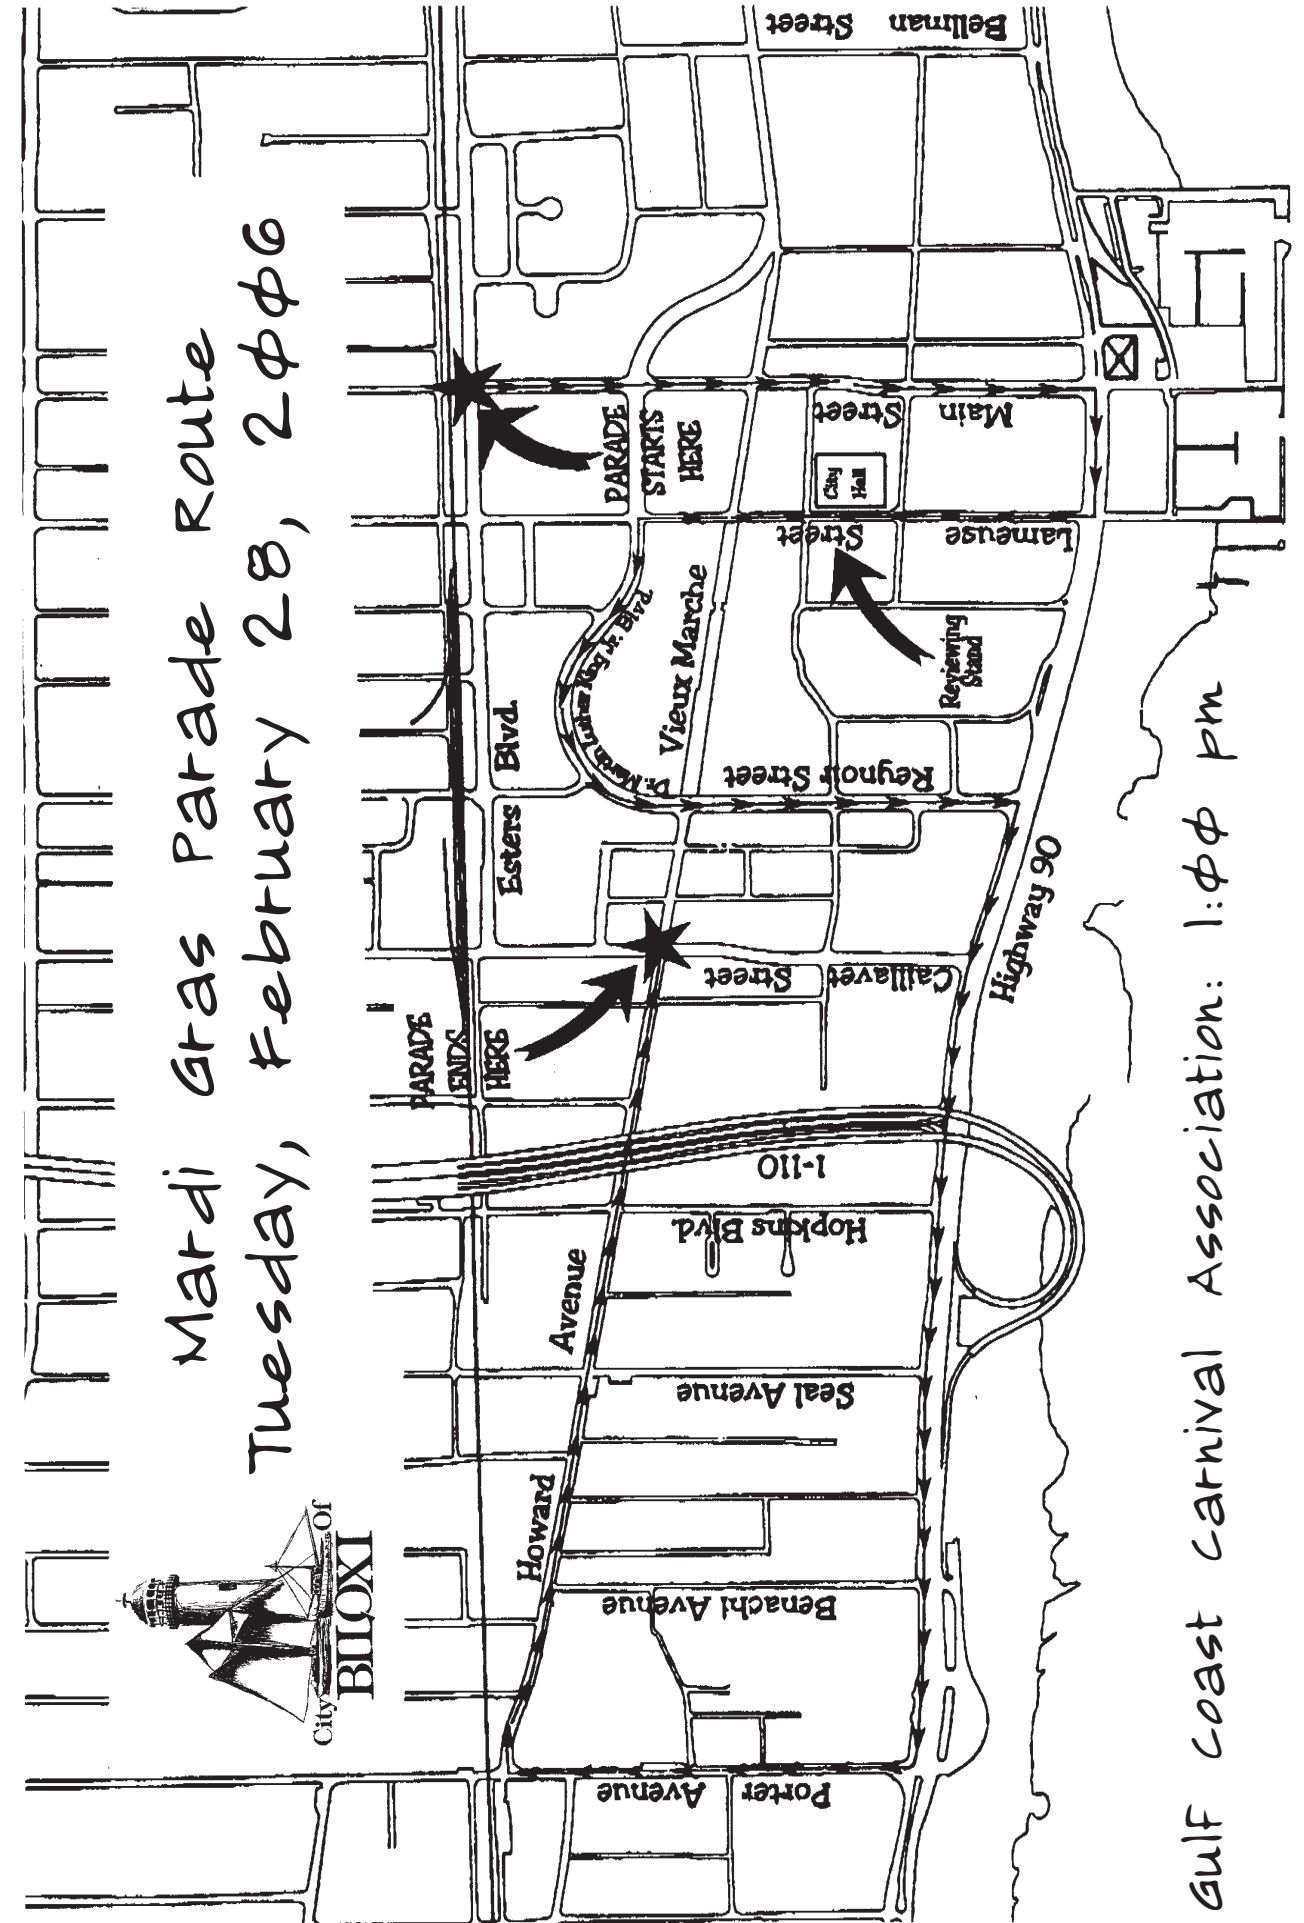 Mardi Gras Parade Route
Tuesday, February 28, 2006
City Of
BILOXI
PARADE
STARTS
HERE
PARADE
ENDS
HERE
Esters Blvd.
Dr. Martin Luther King Jr. Blvd.
Vieux Marche
Howard Avenue
Highway 90
Reviewing
Stand
City
Hall
Porter Avenue
Benachi Avenue
Seal Avenue
Hopkins Blvd.
I-110
Caillavet Street
Reynoir Street
Lameuse Street
Main Street
Bellman Street
Gulf Coast Carnival Association: 1:00 pm